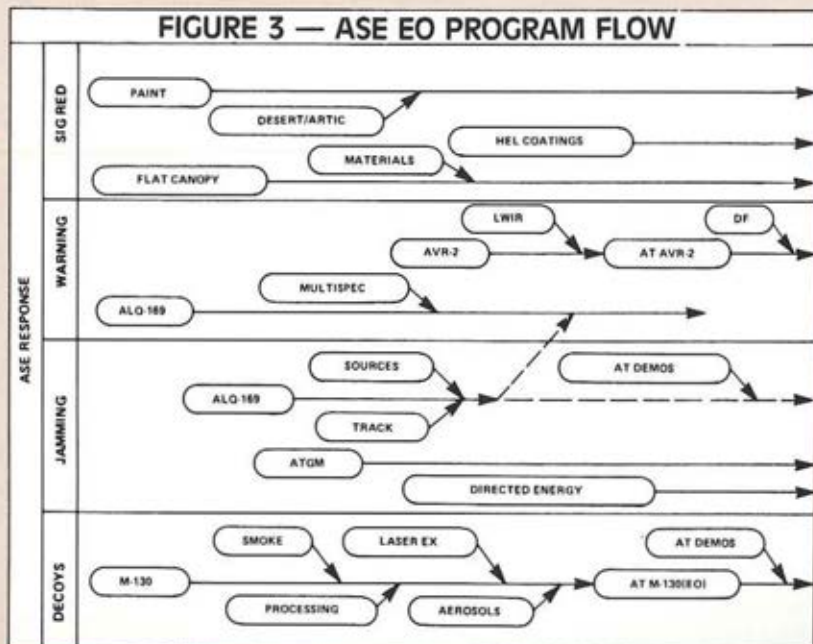 FIGURE 3 — ASE EO PROGRAM FLOW
ASE RESPONSE
SIG RED
PAINT
DESERT/ARTIC
HEL COATINGS
MATERIALS
FLAT CANOPY
WARNING
LWIR
DF
AVR-2
AT AVR-2
MULTISPEC
ALQ-169
JAMMING
SOURCES
AT DEMOS
ALQ-169
TRACK
ATGM
DIRECTED ENERGY
DECOYS
SMOKE
LASER EX
AT DEMOS
M-130
AT M-130(EO)
PROCESSING
AEROSOLS